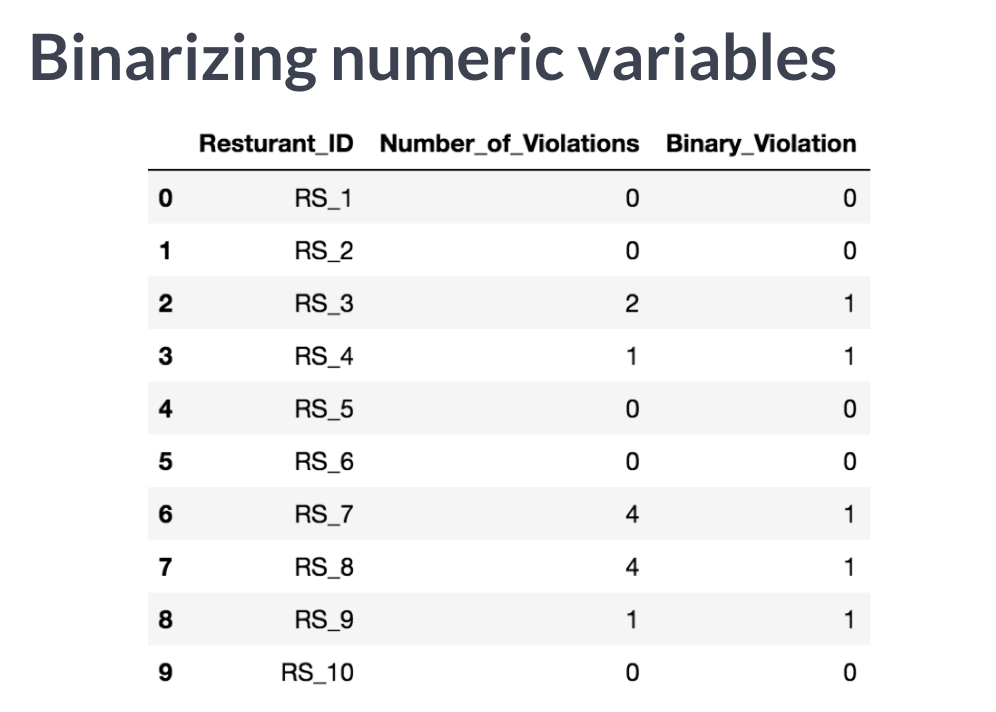 Binarizing numeric variables
Resturant_ID Number_of_Violations Binary_Violation
0 RS_1 0 0
1 RS_2 0 0
2 RS_3 2 1
3 RS_4 1 1
4 RS_5 0 0
5 RS_6 0 0
6 RS_7 4 1
7 RS_8 4 1
8 RS_9 1 1
9 RS_10 0 0